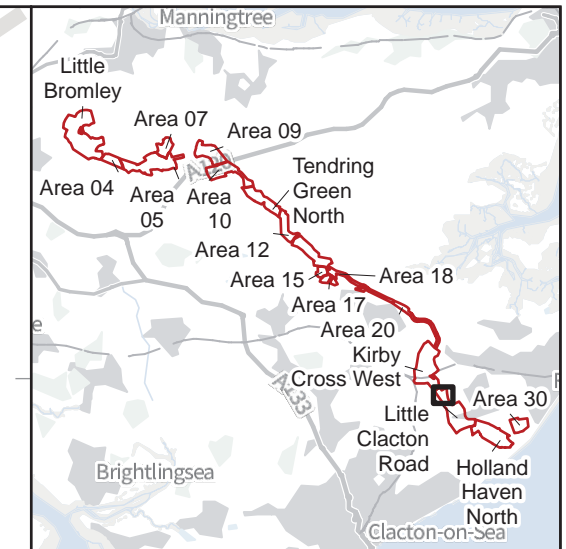 Manningtree
Little
Bromley
Area 07
Area 09
A120
Tendring
Green
North
Area 04
Area
05
Area
10
Area 12
Area 15
Area 18
Area 17
Area 20
Kirby
Cross West
A133
Area 30
Little
Clacton
Road
Holland
Haven
North
Brightlingsea
Clacton-on-Sea